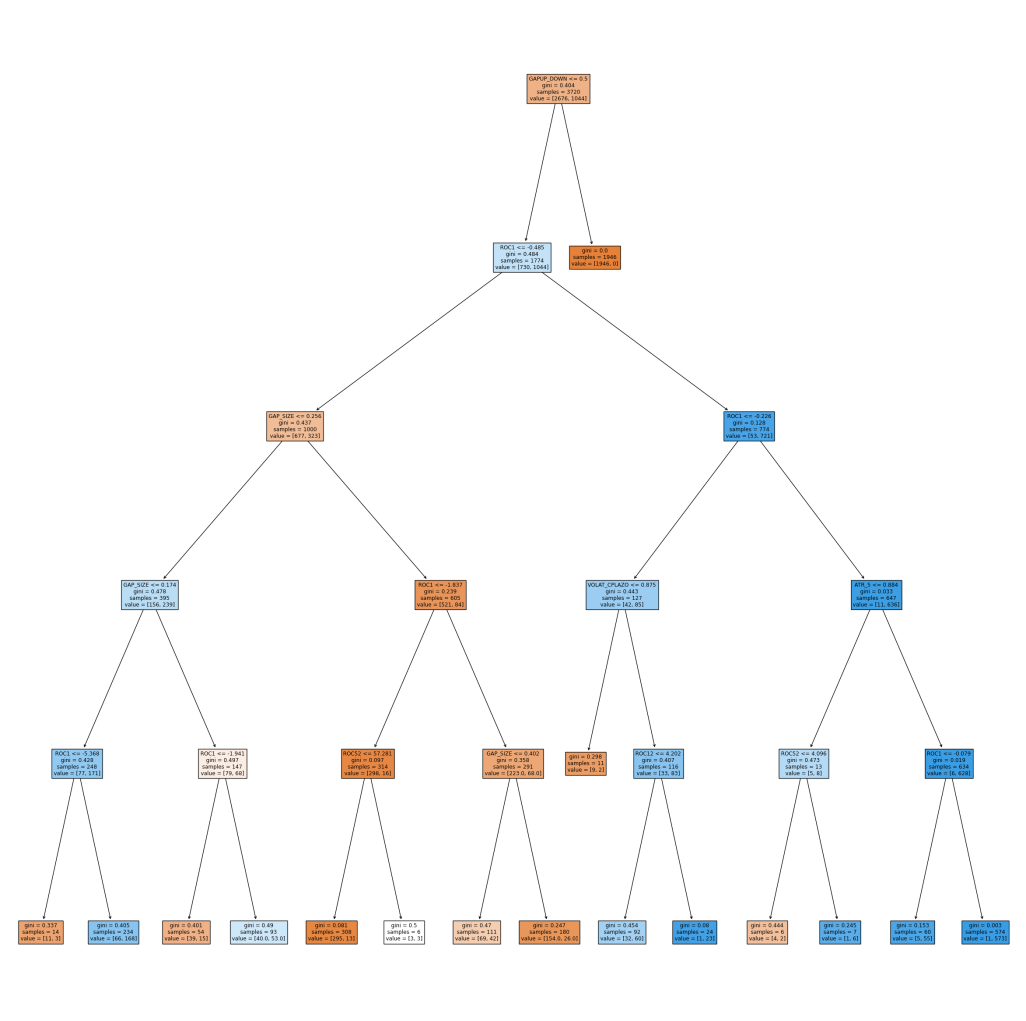 GAPUP_DOWN <= 0.5
gini = 0.404
samples = 3720
value = [2676, 1044]
ROC1 <= -0.485
gini = 0.484
samples = 1774
value = [730, 1044]
gini = 0.0
samples = 1946
value = [1946, 0]
GAP_SIZE <= 0.256
gini = 0.437
samples = 1000
value = [677, 323]
ROC1 <= -0.226
gini = 0.128
samples = 774
value = [53, 721]
GAP_SIZE <= 0.174
gini = 0.478
samples = 395
value = [156, 239]
ROC1 <= -1.837
gini = 0.239
samples = 605
value = [521, 84]
VOLAT_CPLAZO <= 0.875
gini = 0.443
samples = 127
value = [42, 85]
ATR_5 <= 0.884
gini = 0.033
samples = 647
value = [11, 636]
ROC1 <= -5.368
gini = 0.428
samples = 248
value = [77, 171]
ROC1 <= -1.941
gini = 0.497
samples = 147
value = [79, 68]
ROC52 <= 57.281
gini = 0.097
samples = 314
value = [298, 16]
GAP_SIZE <= 0.402
gini = 0.358
samples = 291
value = [223.0, 68.0]
gini = 0.298
samples = 11
value = [9, 2]
ROC12 <= 4.202
gini = 0.407
samples = 116
value = [33, 83]
ROC52 <= 4.096
gini = 0.473
samples = 13
value = [5, 8]
ROC1 <= -0.079
gini = 0.019
samples = 634
value = [6, 628]
gini = 0.337
samples = 14
value = [11, 3]
gini = 0.405
samples = 234
value = [66, 168]
gini = 0.401
samples = 54
value = [39, 15]
gini = 0.49
samples = 93
value = [40.0, 53.0]
gini = 0.081
samples = 308
value = [295, 13]
gini = 0.5
samples = 6
value = [3, 3]
gini = 0.47
samples = 111
value = [69, 42]
gini = 0.247
samples = 180
value = [154.0, 26.0]
gini = 0.454
samples = 92
value = [32, 60]
gini = 0.08
samples = 24
value = [1, 23]
gini = 0.444
samples = 6
value = [4, 2]
gini = 0.245
samples = 7
value = [1, 6]
gini = 0.153
samples = 60
value = [5, 55]
gini = 0.003
samples = 574
value = [1, 573]